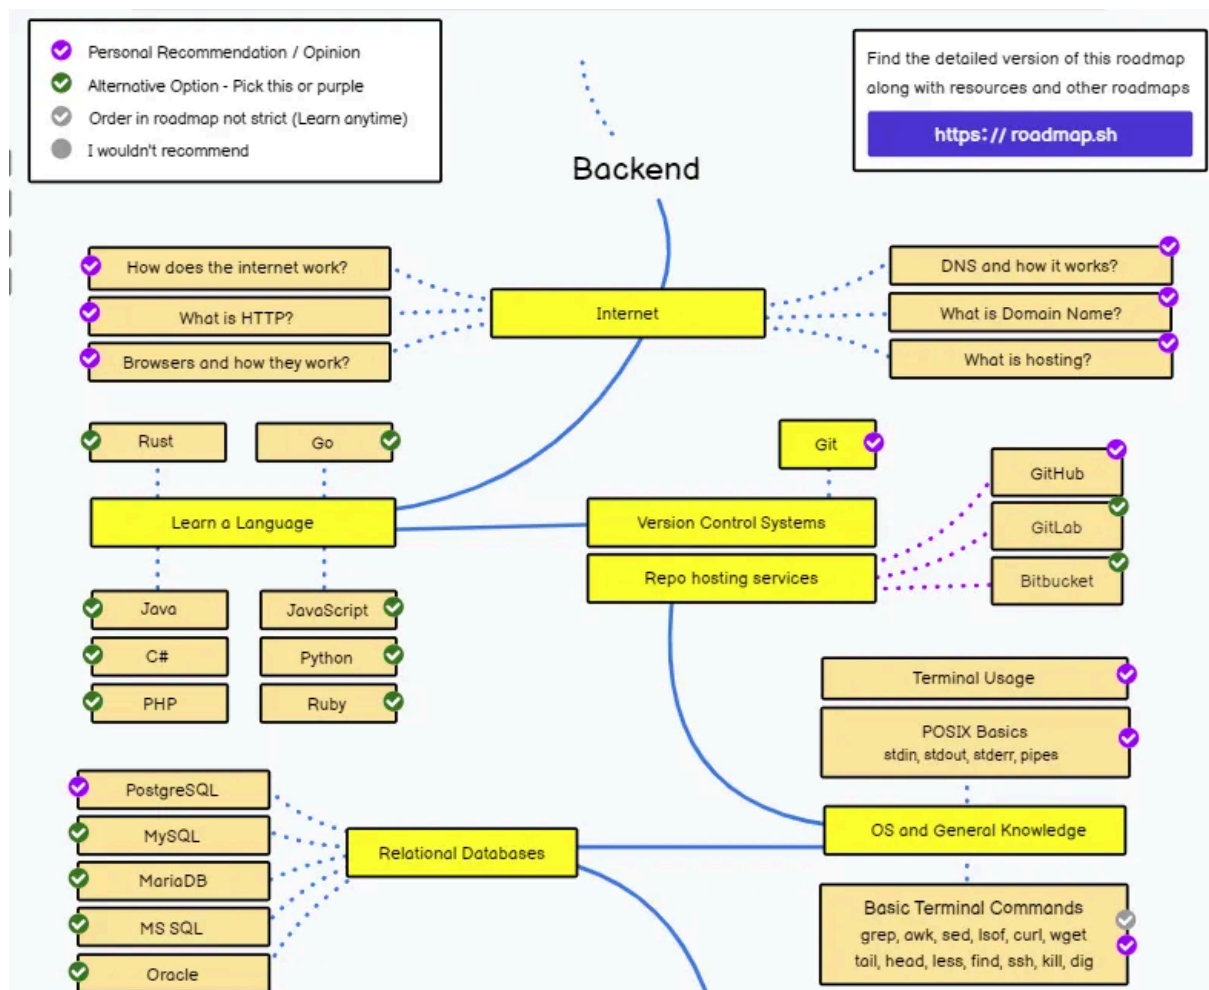 Personal Recommendation / Opinion
Alternative Option - Pick this or purple
Order in roadmap not strict (Learn anytime)
I wouldn't recommend
Find the detailed version of this roadmap
along with resources and other roadmaps
https://roadmap.sh
Backend
How does the internet work?
What is HTTP?
Browsers and how they work?
Internet
DNS and how it works?
What is Domain Name?
What is hosting?
Rust
Go
Learn a Language
Java
JavaScript
C#
Python
PHP
Ruby
Git
Version Control Systems
Repo hosting services
GitHub
GitLab
Bitbucket
Terminal Usage
POSIX Basics
stdin, stdout, stderr, pipes
OS and General Knowledge
Basic Terminal Commands
grep, awk, sed, lsof, curl, wget
tail, head, less, find, ssh, kill, dig
PostgreSQL
MySQL
MariaDB
MS SQL
Oracle
Relational Databases